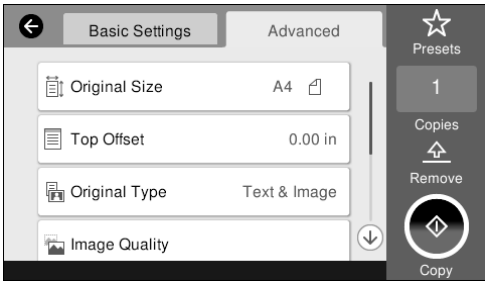 Basic Settings
Advanced
Presets
Original Size
A4
1
Copies
Top Offset
0.00 in
Remove
Original Type
Text & Image
Image Quality
Copy